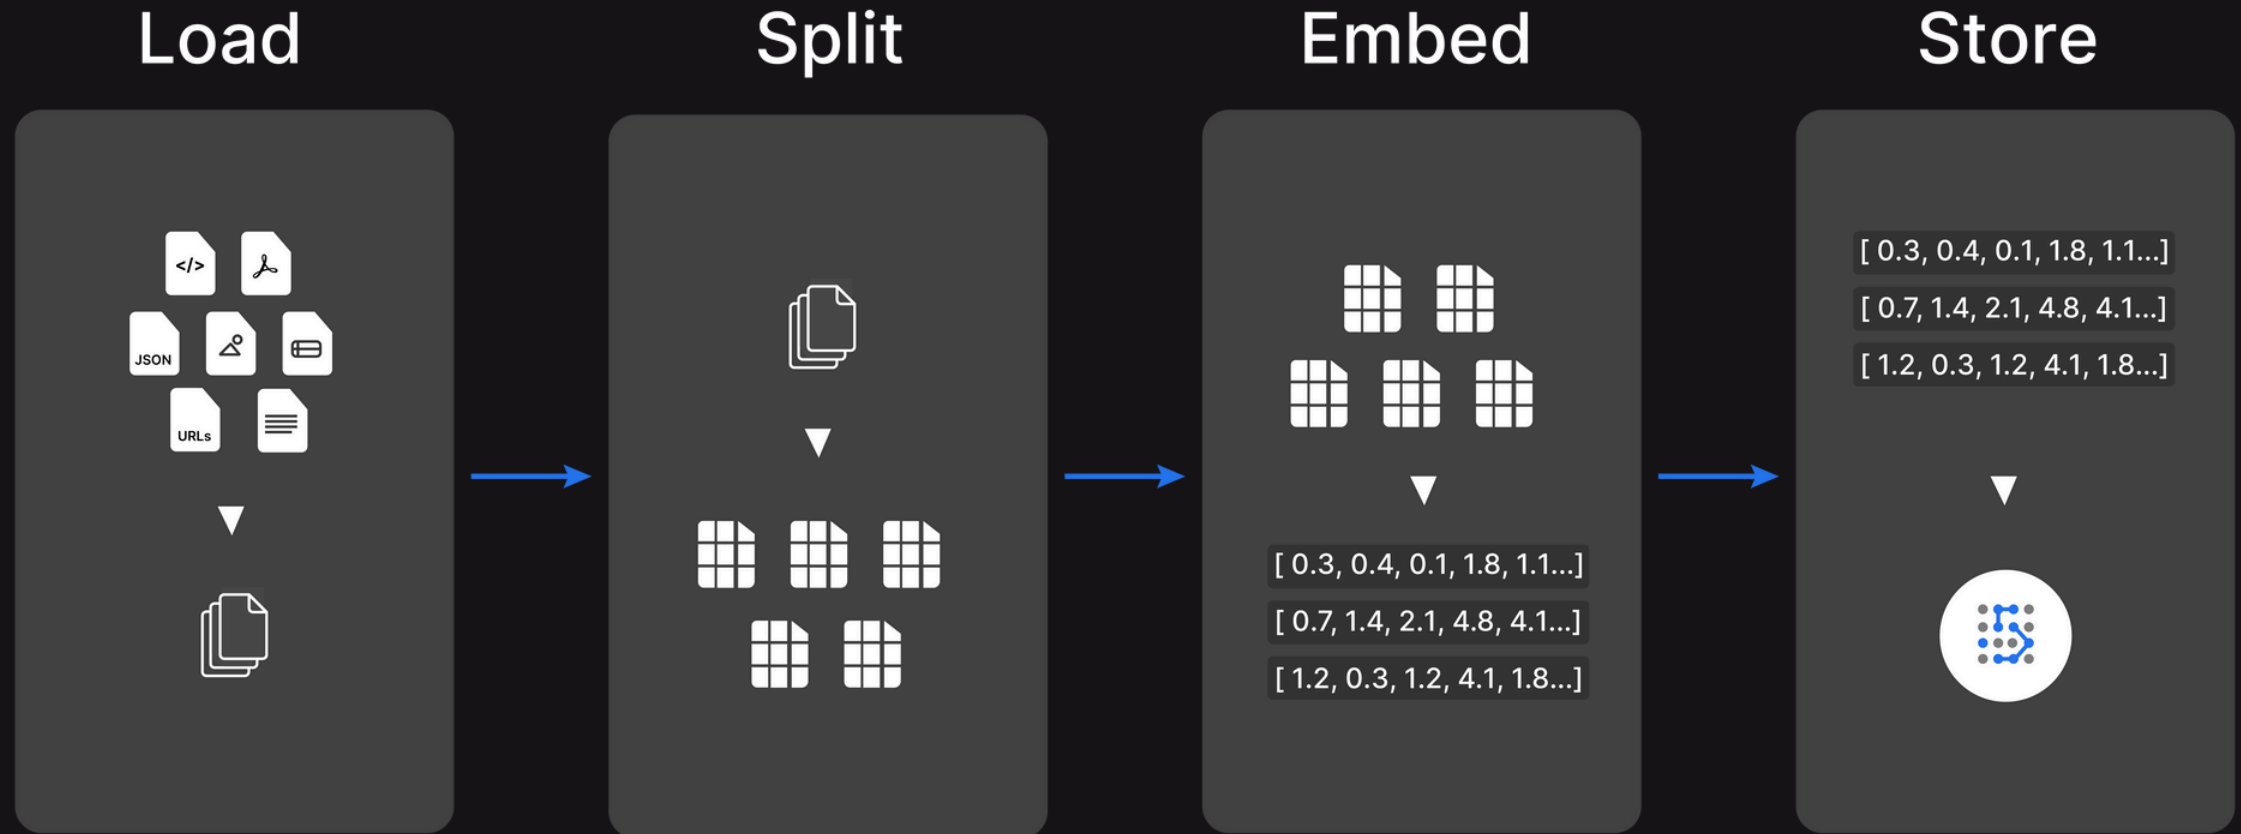 Load
Split
Embed
Store
</>
JSON
URLs
[ 0.3, 0.4, 0.1, 1.8, 1.1...]
[ 0.7, 1.4, 2.1, 4.8, 4.1...]
[ 1.2, 0.3, 1.2, 4.1, 1.8...]
[ 0.3, 0.4, 0.1, 1.8, 1.1...]
[ 0.7, 1.4, 2.1, 4.8, 4.1...]
[ 1.2, 0.3, 1.2, 4.1, 1.8...]